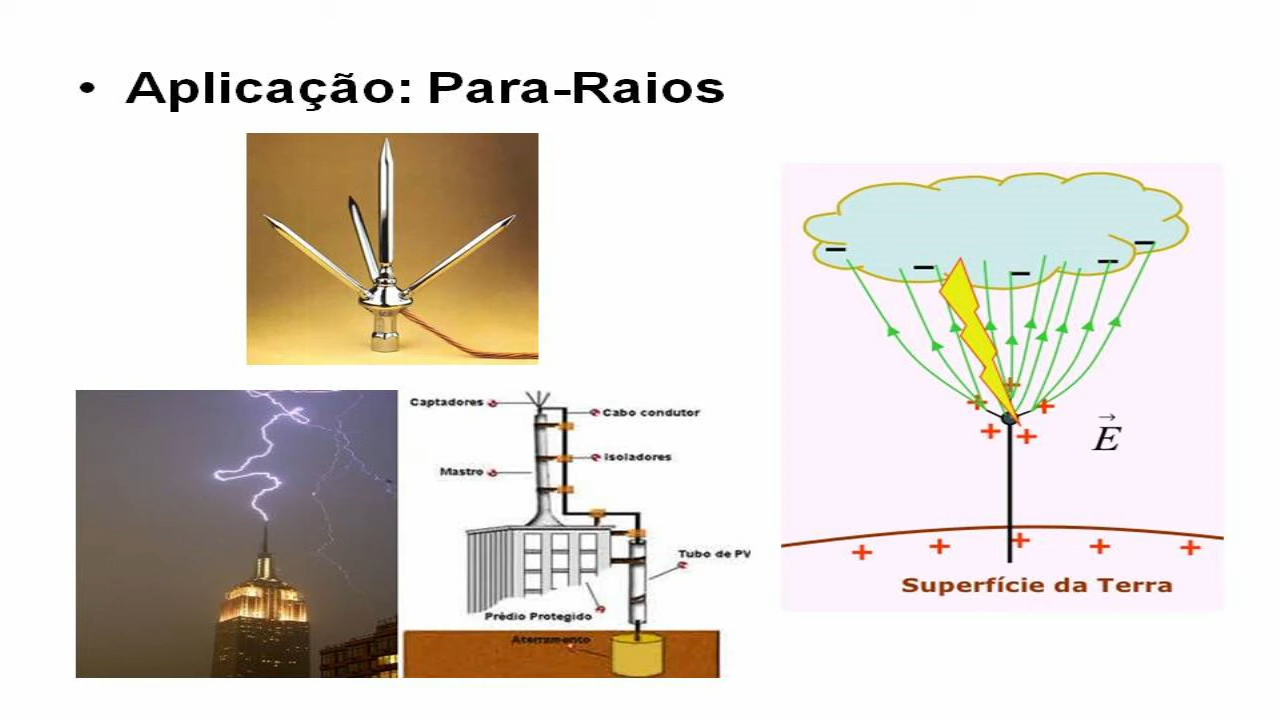 • Aplicação: Para-Raios
Captadores
Cabo condutor
Isoladores
Mastro
Tubo de PV
Prédio Protegido
Aterramento
E
Superfície da Terra